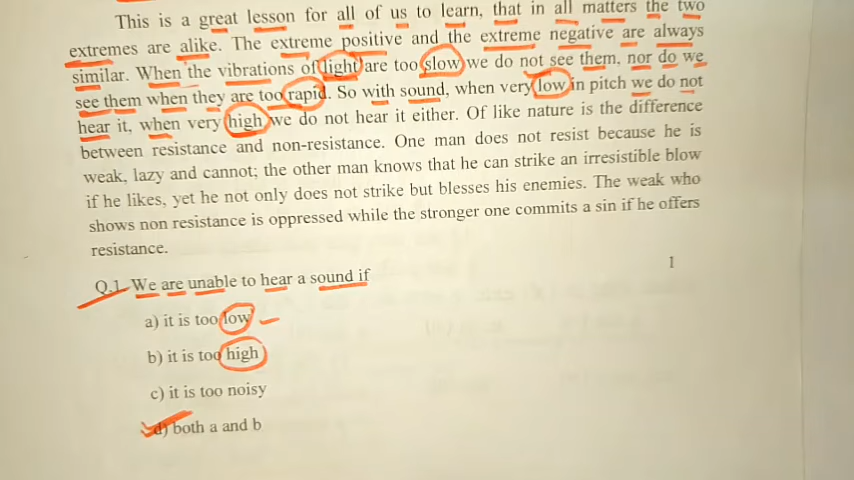 This is a great lesson for all of us to learn, that in all matters the two
extremes are alike. The extreme positive and the extreme negative are always
similar. When the vibrations of light are too slow we do not see them, nor do we
see them when they are too rapid. So with sound, when very low in pitch we do not
hear it, when very high we do not hear it either. Of like nature is the difference
between resistance and non-resistance. One man does not resist because he is
weak, lazy and cannot; the other man knows that he can strike an irresistible blow
if he likes, yet he not only does not strike but blesses his enemies. The weak who
shows non resistance is oppressed while the stronger one commits a sin if he offers
resistance.
1
Q.1 We are unable to hear a sound if
a) it is too low
b) it is too high
c) it is too noisy
d) both a and b